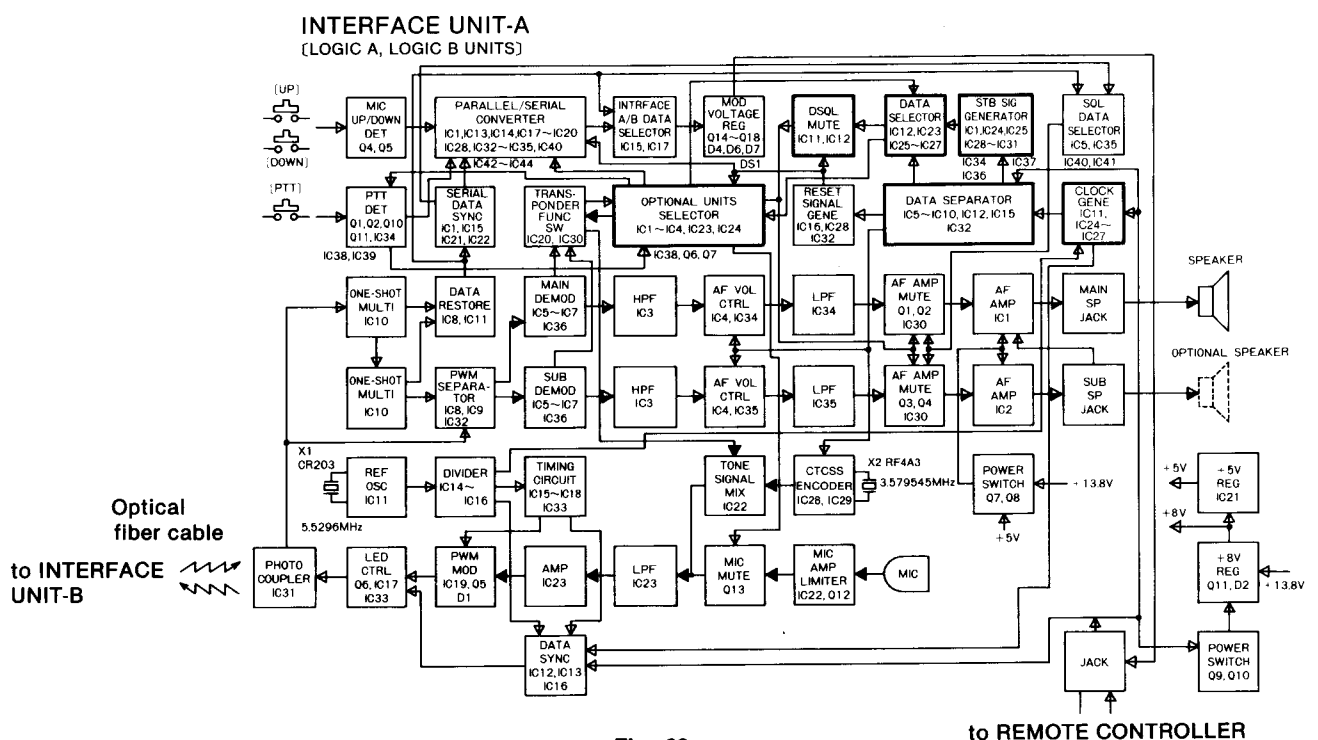 INTERFACE UNIT-A
(LOGIC A, LOGIC B UNITS)
(UP)
(DOWN)
(PTT)
MIC
UP/DOWN
DET
Q4, Q5
PARALLEL/SERIAL
CONVERTER
IC1, IC13, IC14, IC17~IC20
IC28, IC32~IC35, IC40
IC42~IC44
INTRFACE
A/B DATA
SELECTOR
IC15, IC17
MOD
VOLTAGE
REG
Q14~Q18
D4, D6, D7
DS1
DSQL
MUTE
IC11, IC12
DATA
SELECTOR
IC12, IC23
IC25~IC27
STB SIG
GENERATOR
IC1, IC24, IC25
IC28~IC31
IC34
IC36
IC37
SQL DATA
SELECTOR
IC5, IC35
IC40, IC41
PTT
DET
Q1, Q2, Q10
Q11, IC34
IC38, IC39
SERIAL
DATA
SYNC
IC1, IC15
IC21, IC22
TRANS-
PONDER
FUNC
SW
IC20, IC30
OPTIONAL UNITS
SELECTOR
IC1~IC4, IC23, IC24
IC38, Q6, Q7
RESET
SIGNAL
GENE
IC16, IC28
IC32
DATA SEPARATOR
IC5~IC10, IC12, IC15
IC32
CLOCK
GENE
IC11,
IC24~
IC27
ONE-SHOT
MULTI
IC10
DATA
RESTORE
IC8, IC11
MAIN
DEMOD
IC5~IC7
IC36
HPF
IC3
AF VOL
CTRL
IC4, IC34
LPF
IC34
AF AMP
MUTE
Q1, Q2
IC30
AF
AMP
IC1
MAIN
SP
JACK
SPEAKER
ONE-SHOT
MULTI
IC10
PWM
SEPARA-
TOR
IC8, IC9
IC32
SUB
DEMOD
IC5~IC7
IC36
HPF
IC3
AF VOL
CTRL
IC4, IC35
LPF
IC35
AF AMP
MUTE
Q3, Q4
IC30
AF
AMP
IC2
SUB
SP
JACK
OPTIONAL SPEAKER
X1
CR203
REF
OSC
IC11
5.5296MHz
DIVIDER
IC14~
IC16
TIMING
CIRCUIT
IC15~IC18
IC33
TONE
SIGNAL
MIX
IC22
CTCSS
ENCODER
IC28, IC29
X2 RF4A3
3.579545MHz
POWER
SWITCH
Q7, Q8
+13.8V
+5V
+5V
+5V
REG
IC21
+8V
Optical
fiber cable
to INTERFACE
UNIT-B
PHOTO
COUPLER
IC31
LED
CTRL
Q6, IC17
IC33
PWM
MOD
IC19, Q5
D1
AMP
IC23
LPF
IC23
MIC
MUTE
Q13
MIC
AMP
LIMITER
IC22, Q12
MIC
+8V
REG
Q11, D2
+13.8V
DATA
SYNC
IC12, IC13
IC16
JACK
POWER
SWITCH
Q9, Q10
to REMOTE CONTROLLER